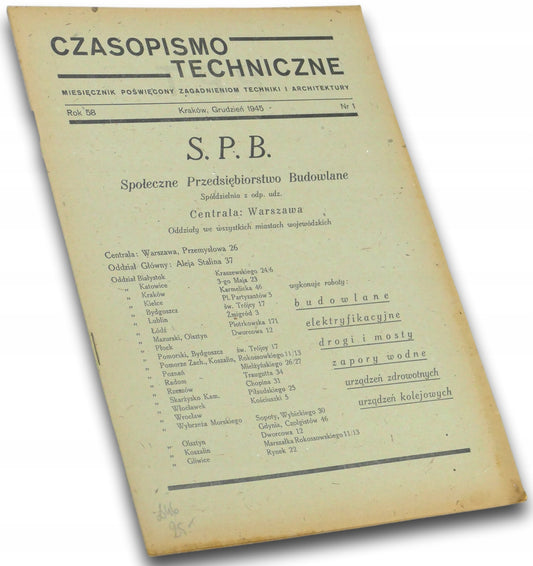 CZASOPISMO
TECHNICZNE
MIESIĘCZNIK POŚWIĘCONY ZAGADNIENIOM TECHNIKI I ARCHITEKTURY
Rok 58 Kraków, Grudzień 1945 Nr 1
S. P. B.
Społeczne Przedsiębiorstwo Budowlane
Spółdzielnia z odp. udz.
Centrala: Warszawa
Oddziały we wszystkich miastach wojewódzkich
Centrala: Warszawa, Przemysłowa 26
Oddział Główny: Aleja Stalina 37
Oddział Białystok Kraszewskiego 24/6
„ Katowice 3-go Maja 23
„ Kraków Karmelicka 46
„ Kielce Pl. Partyzantów 5
„ Bydgoszcz św. Trójcy 17
„ Lublin Żmigród 3
„ Łódź Piotrkowska 171
„ Mazurski, Olsztyn Dworcowa 12
„ Płock
„ Pomorski, Bydgoszcz św. Trójcy 17
„ Pomorze Zach., Koszalin, Rokossowskiego 11/13
„ Poznań Mielżyńskiego 26/27
„ Radom Traugutta 34
„ Rzeszów Chopina 31
„ Skarżysko Kam. Piłsudskiego 25
„ Włocławek Kościuszki 5
„ Wrocław
„ Wybrzeża Morskiego Sopoty, Wybickiego 30
Gdynia, Czołgistów 46
„ Olsztyn Dworcowa 12
„ Koszalin Marszałka Rokossowskiego 11/13
„ Gliwice Rynek 22
wykonuje roboty:
budowlane
elektryfikacyjne
drogi i mosty
zapory wodne
urządzeń zdrowotnych
urządzeń kolejowych
25-